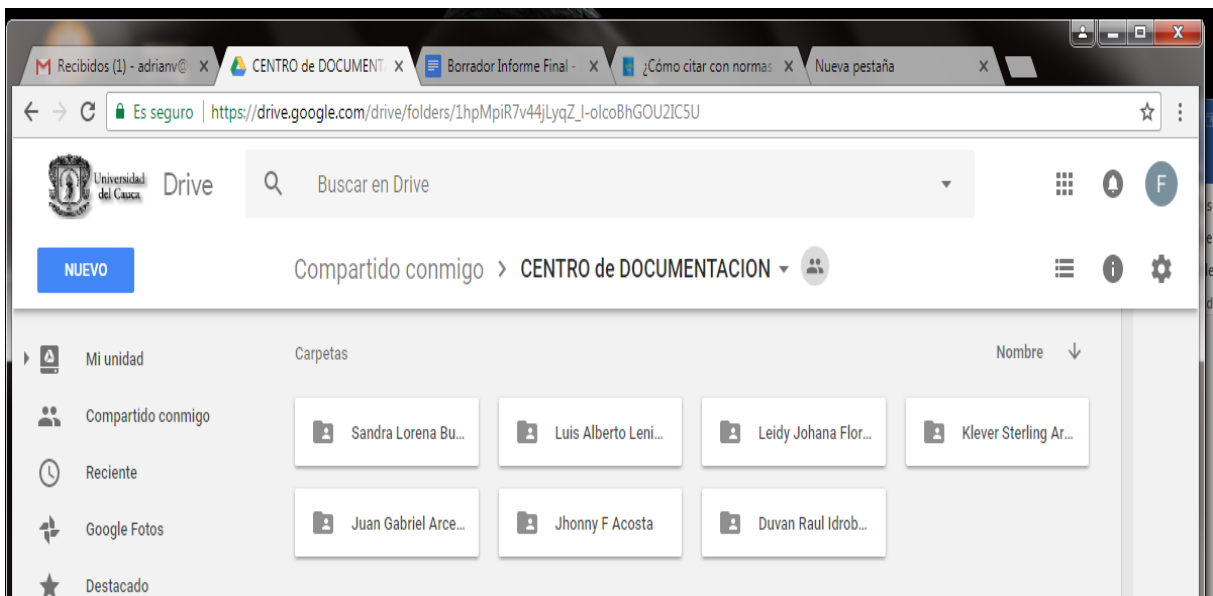 Recibidos (1) - adrianv@
CENTRO de DOCUMENT
Borrador Informe Final -
¿Cómo citar con normas
Nueva pestaña
Es seguro | https://drive.google.com/drive/folders/1hpMpiR7v44jLyqZ_l-olcoBhGOU2IC5U
Universidad
del Cauca
Drive
Buscar en Drive
F
NUEVO
Compartido conmigo > CENTRO de DOCUMENTACION
Mi unidad
Compartido conmigo
Reciente
Google Fotos
Destacado
Carpetas
Nombre
Sandra Lorena Bu...
Luis Alberto Leni...
Leidy Johana Flor...
Klever Sterling Ar...
Juan Gabriel Arce...
Jhonny F Acosta
Duvan Raul Idrob...